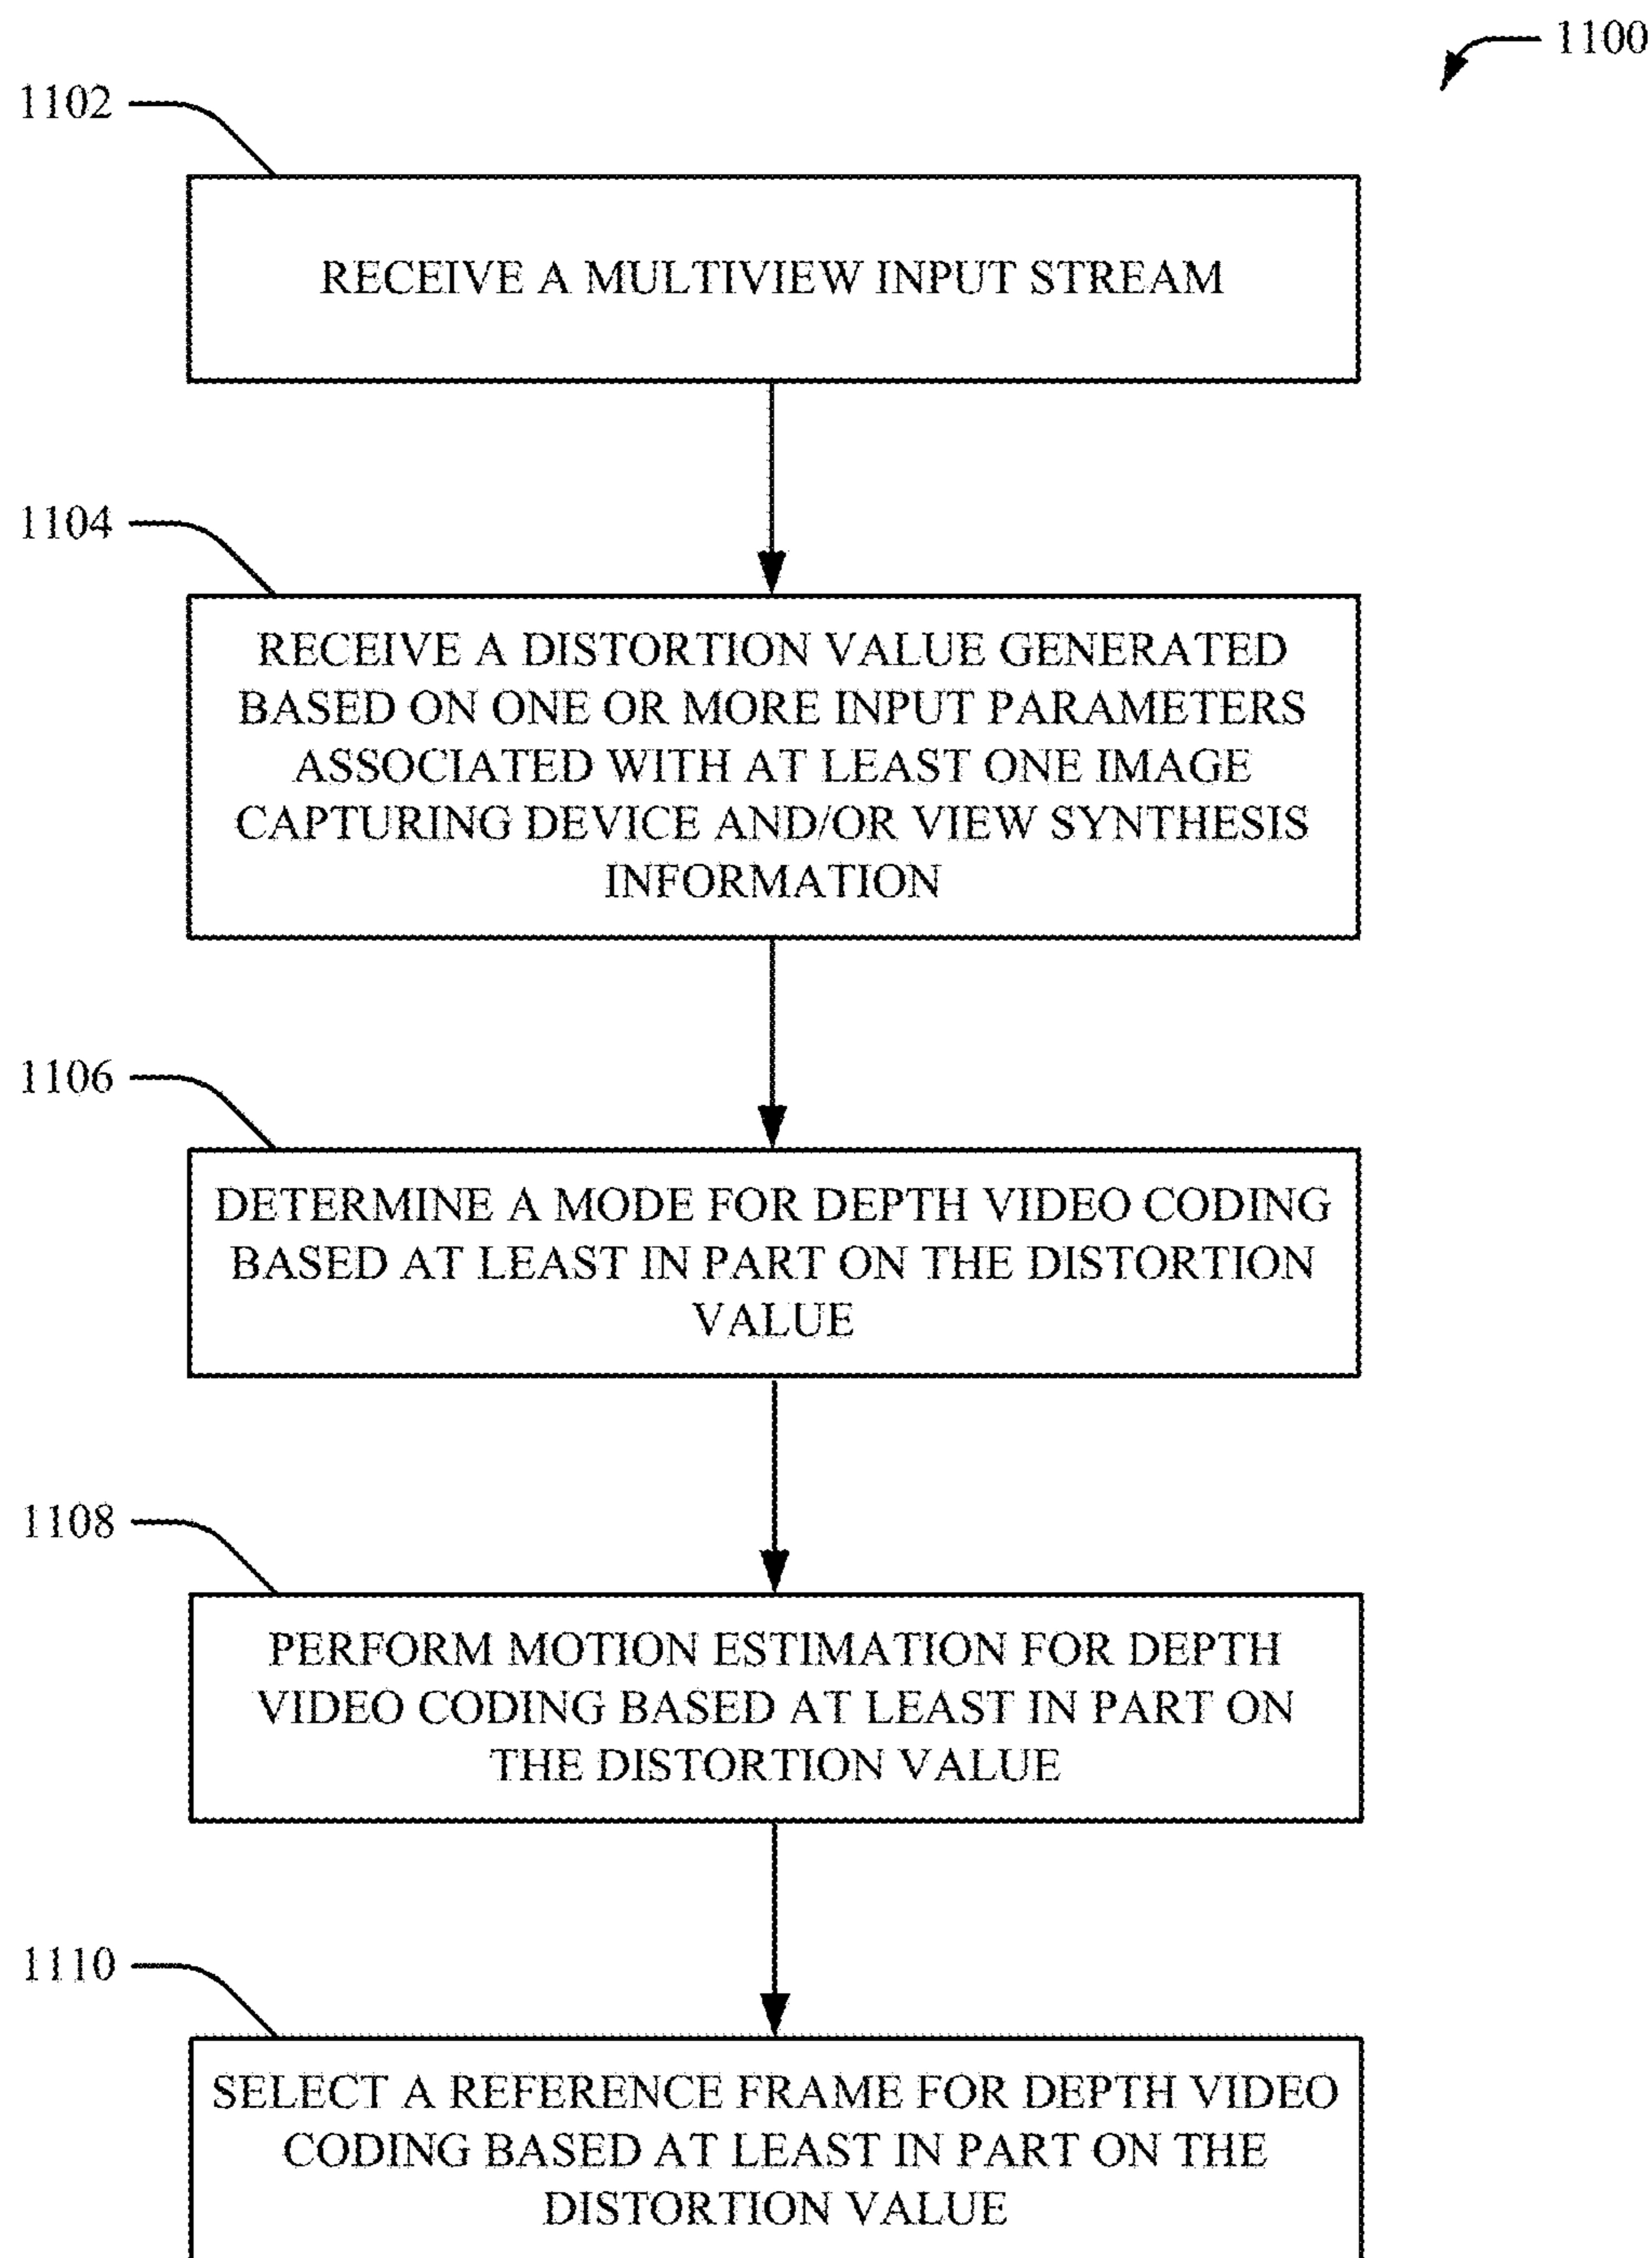 1100
1102
RECEIVE A MULTIVIEW INPUT STREAM
1104
RECEIVE A DISTORTION VALUE GENERATED
BASED ON ONE OR MORE INPUT PARAMETERS
ASSOCIATED WITH AT LEAST ONE IMAGE
CAPTURING DEVICE AND/OR VIEW SYNTHESIS
INFORMATION
1106
DETERMINE A MODE FOR DEPTH VIDEO CODING
BASED AT LEAST IN PART ON THE DISTORTION
VALUE
1108
PERFORM MOTION ESTIMATION FOR DEPTH
VIDEO CODING BASED AT LEAST IN PART ON
THE DISTORTION VALUE
1110
SELECT A REFERENCE FRAME FOR DEPTH VIDEO
CODING BASED AT LEAST IN PART ON THE
DISTORTION VALUE